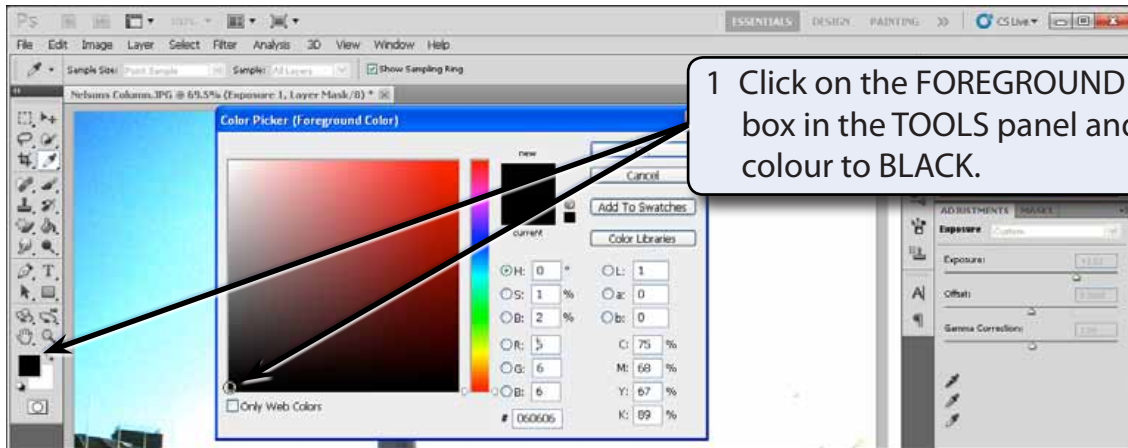 Ps 100% ESSENTIALS DESIGN PAINTING CS Live
File Edit Image Layer Select Filter Analysis 3D View Window Help
Sample Size: Point Sample Sample: All Layers Show Sampling Ring
Nelsons Column.JPG @ 69.5% (Exposure 1, Layer Mask/8) *
1 Click on the FOREGROUND
box in the TOOLS panel and
colour to BLACK.
Color Picker (Foreground Color)
new
Cancel
Add To Swatches
current
Color Libraries
H: 0 ° L: 1
S: 1 % a: 0
B: 2 % b: 0
R: 5 C: 75 %
G: 6 M: 68 %
B: 6 Y: 67 %
# 060606 K: 89 %
Only Web Colors
ADJUSTMENTS MASKS
Exposure Custom
Exposure:
Offset:
Gamma Correction: